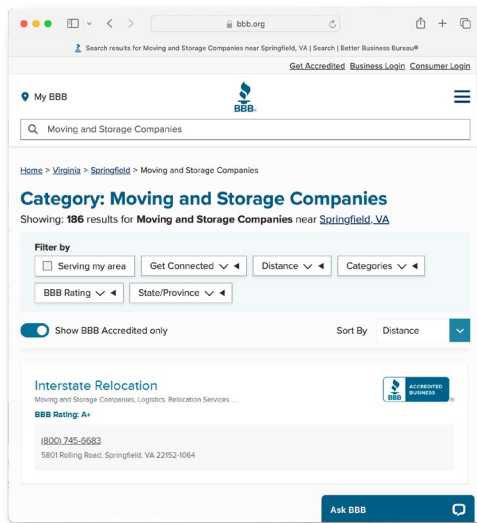 bbb.org
Search results for Moving and Storage Companies near Springfield, VA | Search | Better Business Bureau®
Get Accredited Business Login Consumer Login
My BBB
BBB.
Moving and Storage Companies
Home > Virginia > Springfield > Moving and Storage Companies
Category: Moving and Storage Companies
Showing: 186 results for Moving and Storage Companies near Springfield, VA
Filter by
Serving my area Get Connected Distance Categories
BBB Rating State/Province
Show BBB Accredited only Sort By Distance
Interstate Relocation
Moving and Storage Companies, Logistics, Relocation Services ...
BBB ACCREDITED BUSINESS ®
BBB Rating: A+
(800) 745-6683
5801 Rolling Road, Springfield, VA 22152-1064
Ask BBB